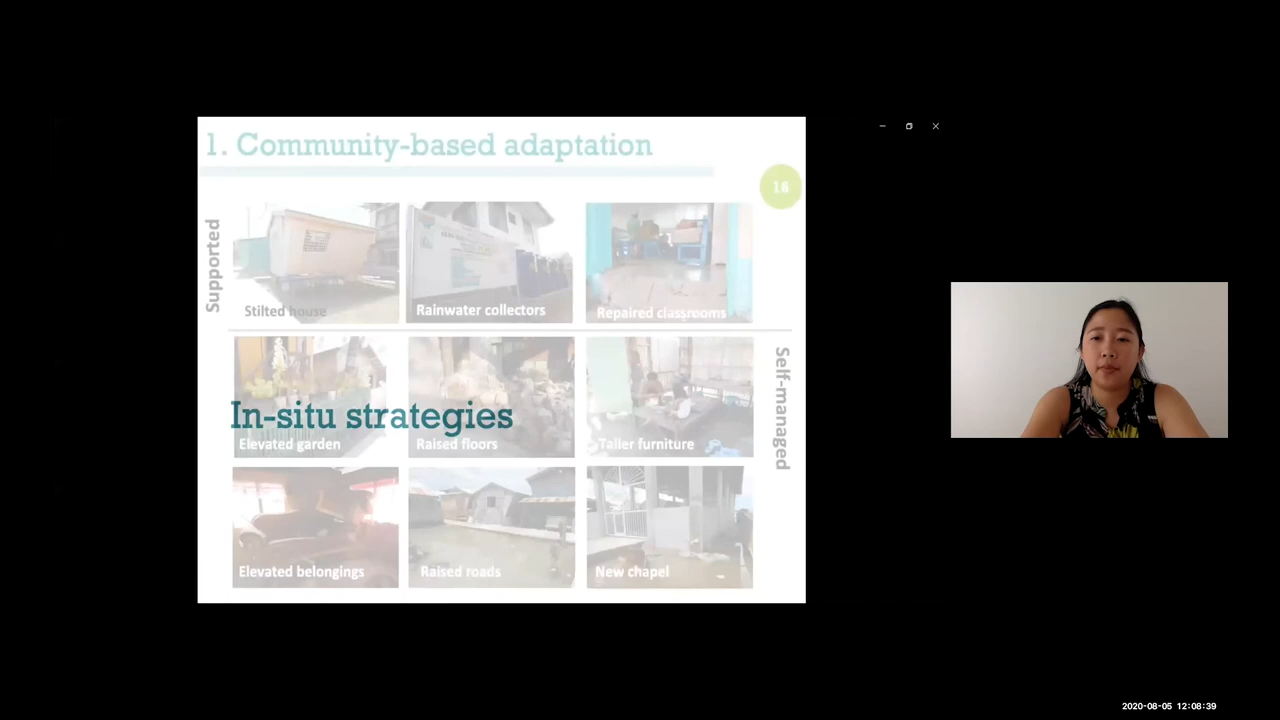 1. Community-based adaptation
16
Supported
Stilted house
Rainwater collectors
Repaired classrooms
Self-managed
In-situ strategies
Elevated garden
Raised floors
Taller furniture
Elevated belongings
Raised roads
New chapel
2020-08-05 12:08:39